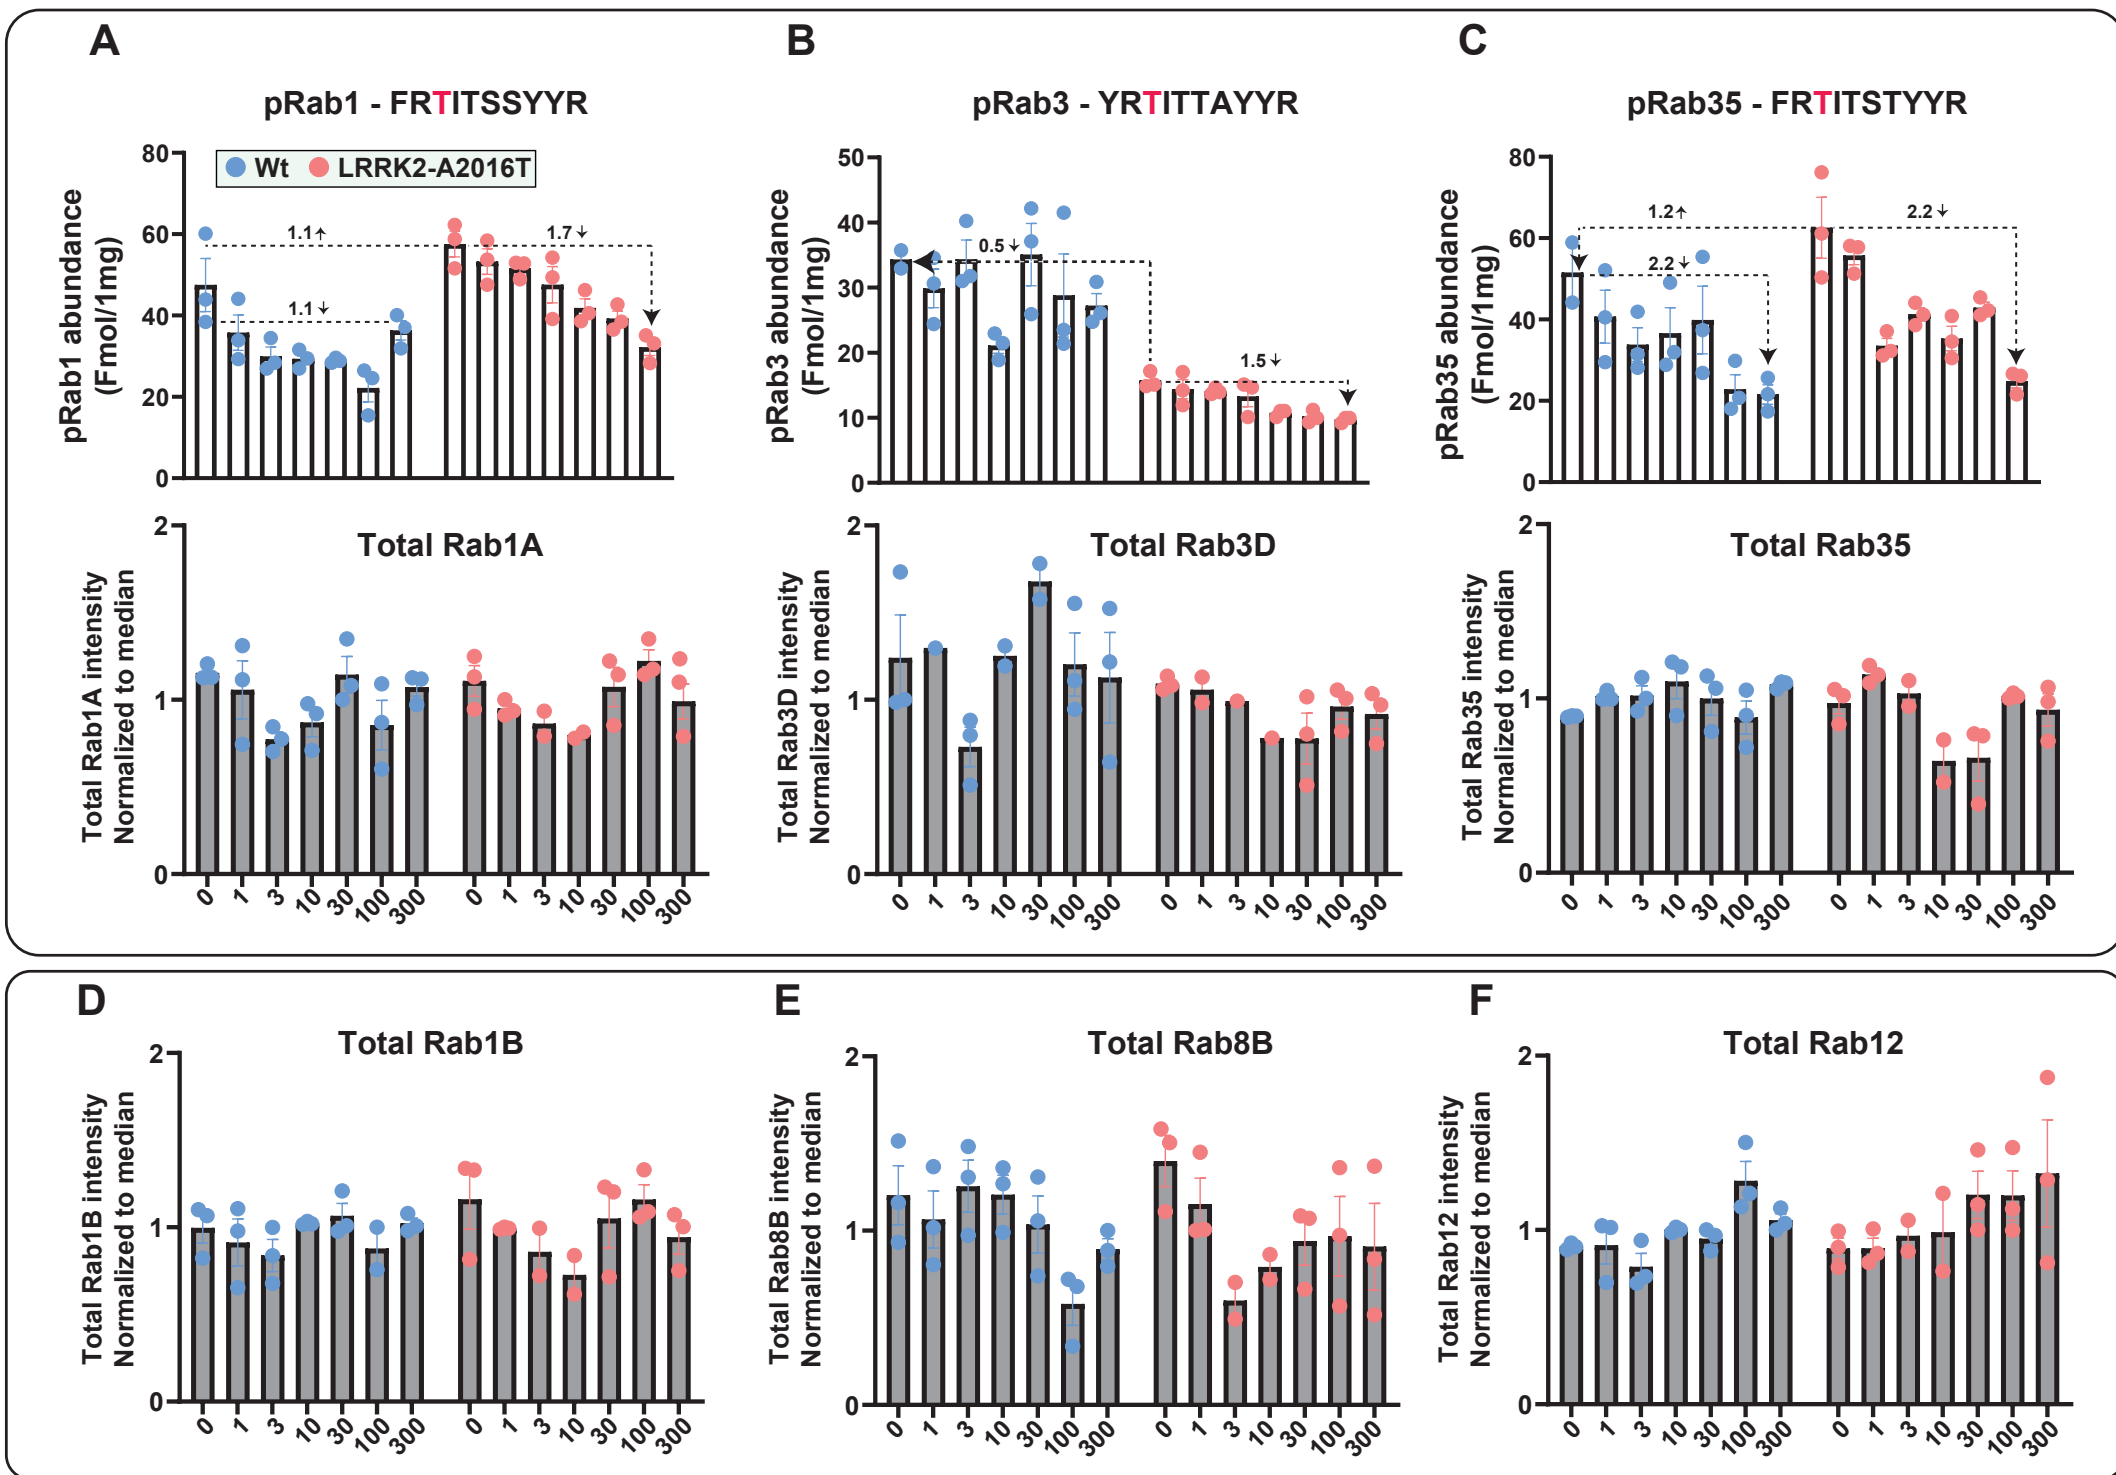 A
pRab1 - FRTITSSYYR
Wt LRRK2-A2016T
pRab1 abundance
(Fmol/1mg)
80
60
40
20
0
1.1↑
1.7↓
1.1↓
Total Rab1A
Total Rab1A intensity
Normalized to median
2
1
0
0 1 3 10 30 100 300 0 1 3 10 30 100 300
B
pRab3 - YRTITTAYYR
pRab3 abundance
(Fmol/1mg)
50
40
30
20
10
0
0.5↓
1.5↓
Total Rab3D
Total Rab3D intensity
Normalized to median
2
1
0
0 1 3 10 30 100 300 0 1 3 10 30 100 300
C
pRab35 - FRTITSTYYR
pRab35 abundance
(Fmol/1mg)
80
60
40
20
0
1.2↑
2.2↓
2.2↓
Total Rab35
Total Rab35 intensity
Normalized to median
2
1
0
0 1 3 10 30 100 300 0 1 3 10 30 100 300
D
Total Rab1B
Total Rab1B intensity
Normalized to median
2
1
0
0 1 3 10 30 100 300 0 1 3 10 30 100 300
E
Total Rab8B
Total Rab8B intensity
Normalized to median
2
1
0
0 1 3 10 30 100 300 0 1 3 10 30 100 300
F
Total Rab12
Total Rab12 intensity
Normalized to median
2
1
0
0 1 3 10 30 100 300 0 1 3 10 30 100 300